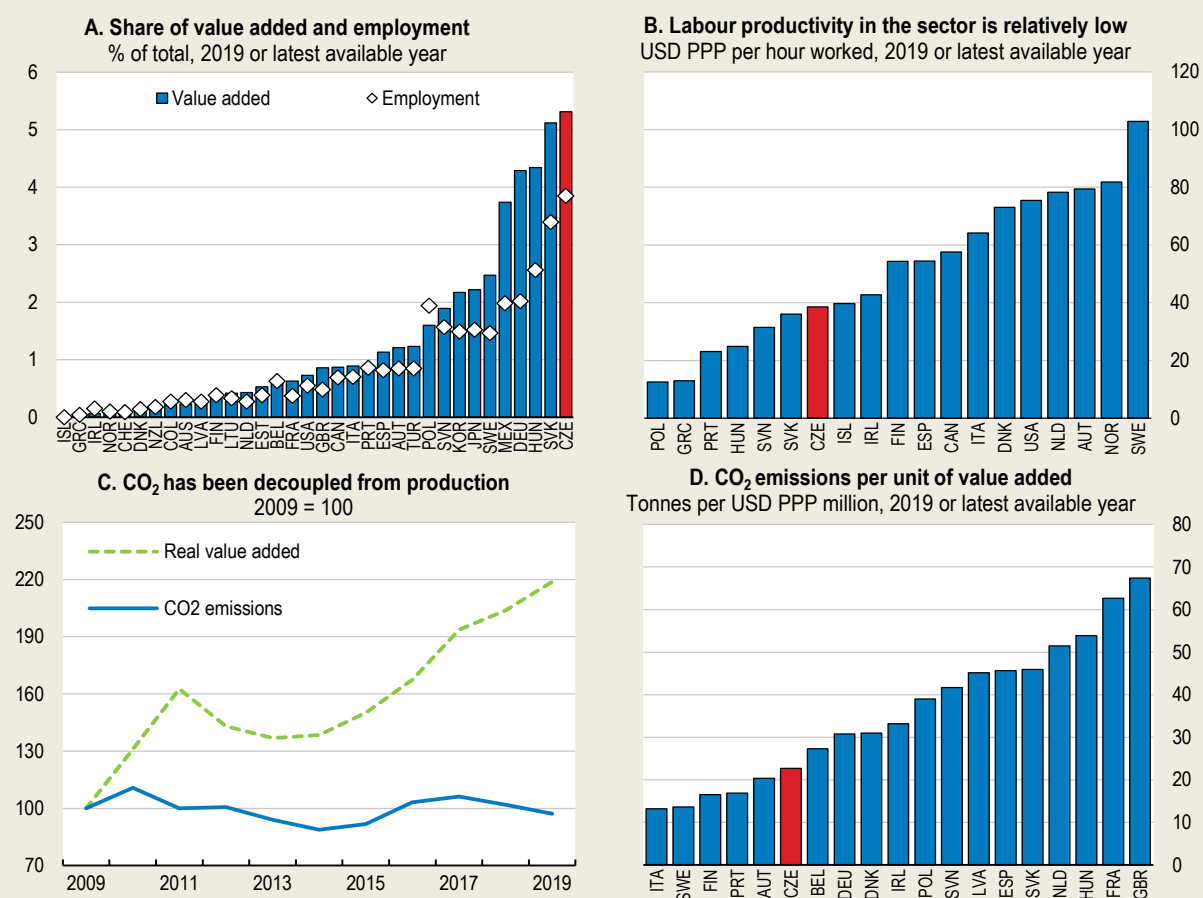 A. Share of value added and employment
% of total, 2019 or latest available year
6
5
4
3
2
1
0
Value added
Employment
ISL GRC IRL NOR CHE DNK NZL COL AUS LVA FIN LTU NLD EST BEL FRA USA GBR CAN ITA PRT ESP AUT TUR POL SVN KOR JPN SWE MEX DEU HUN SVK CZE
B. Labour productivity in the sector is relatively low
USD PPP per hour worked, 2019 or latest available year
120
100
80
60
40
20
0
POL GRC PRT HUN SVN SVK CZE ISL IRL FIN ESP CAN ITA DNK USA NLD AUT NOR SWE
C. CO2 has been decoupled from production
2009 = 100
250
220
190
160
130
100
70
Real value added
CO2 emissions
2009 2011 2013 2015 2017 2019
D. CO2 emissions per unit of value added
Tonnes per USD PPP million, 2019 or latest available year
80
70
60
50
40
30
20
10
0
ITA SWE FIN PRT AUT CZE BEL DEU DNK IRL POL SVN LVA ESP SVK NLD HUN FRA GBR